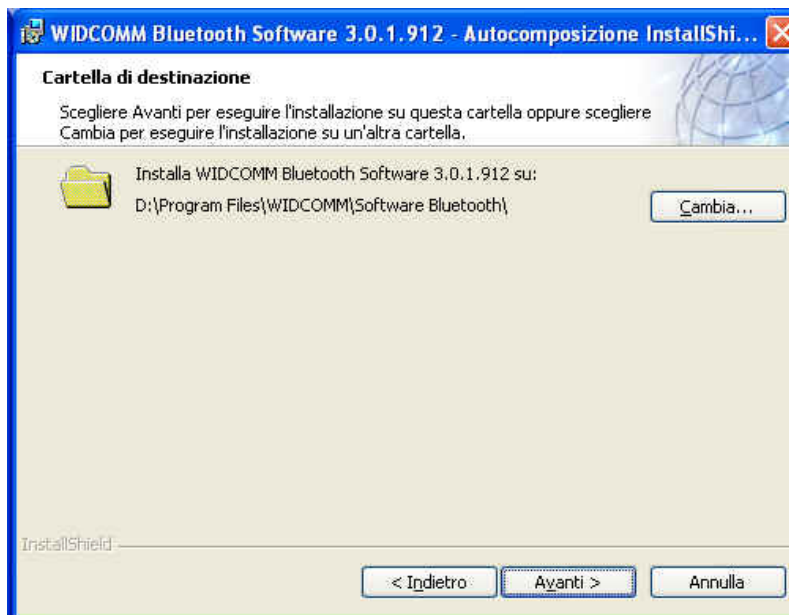 WIDCOMM Bluetooth Software 3.0.1.912 - Autocomposizione InstallShi...
Cartella di destinazione
Scegliere Avanti per eseguire l'installazione su questa cartella oppure scegliere
Cambia per eseguire l'installazione su un'altra cartella.
Installa WIDCOMM Bluetooth Software 3.0.1.912 su:
D:\Program Files\WIDCOMM\Software Bluetooth\
Cambia...
InstallShield
< Indietro
Avanti >
Annulla